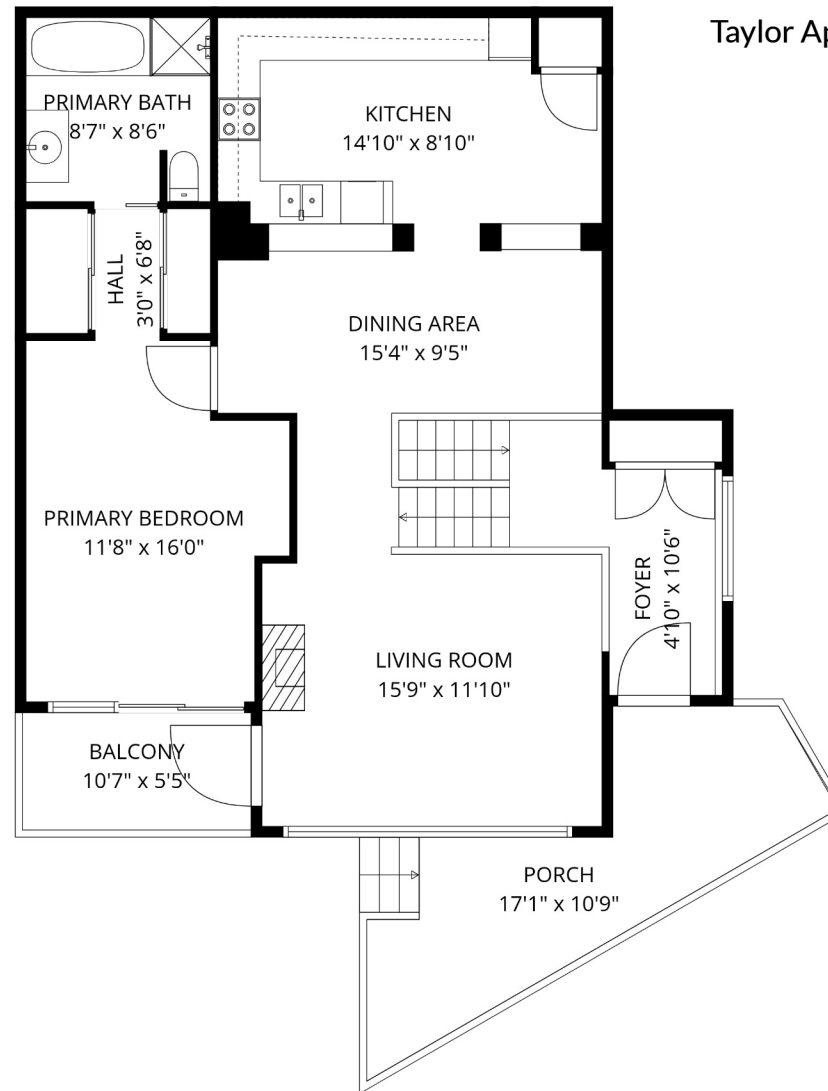 Taylor Ap
PRIMARY BATH
8'7" x 8'6"
KITCHEN
14'10" x 8'10"
HALL
3'0" x 6'8"
DINING AREA
15'4" x 9'5"
PRIMARY BEDROOM
11'8" x 16'0"
FOYER
4'10" x 10'6"
LIVING ROOM
15'9" x 11'10"
BALCONY
10'7" x 5'5"
PORCH
17'1" x 10'9"